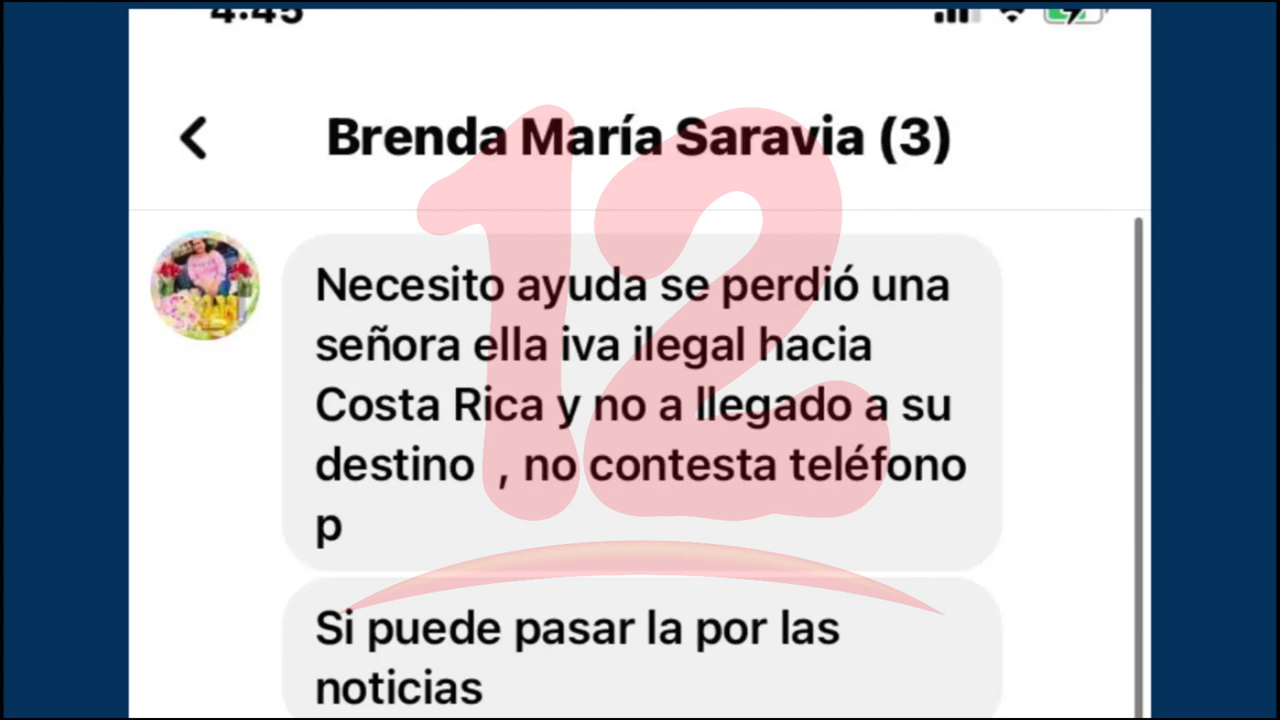 4:45
Brenda María Saravia (3)
12
Necesito ayuda se perdió una
señora ella iva ilegal hacia
Costa Rica y no a llegado a su
destino , no contesta teléfono
p
Si puede pasar la por las
noticias